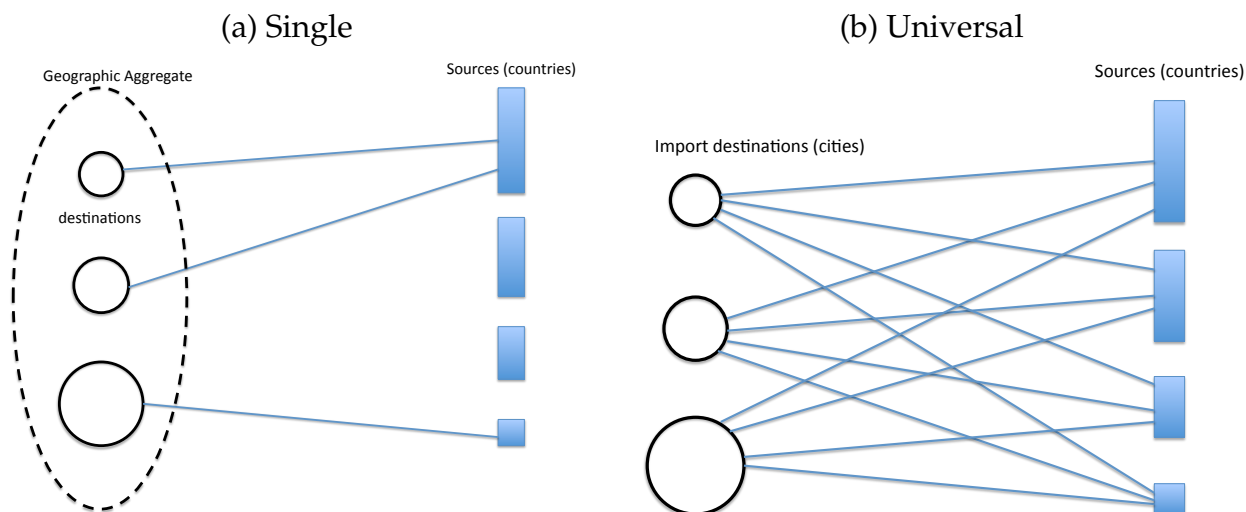 (a) Single
Geographic Aggregate
Sources (countries)
destinations
(b) Universal
Sources (countries)
Import destinations (cities)